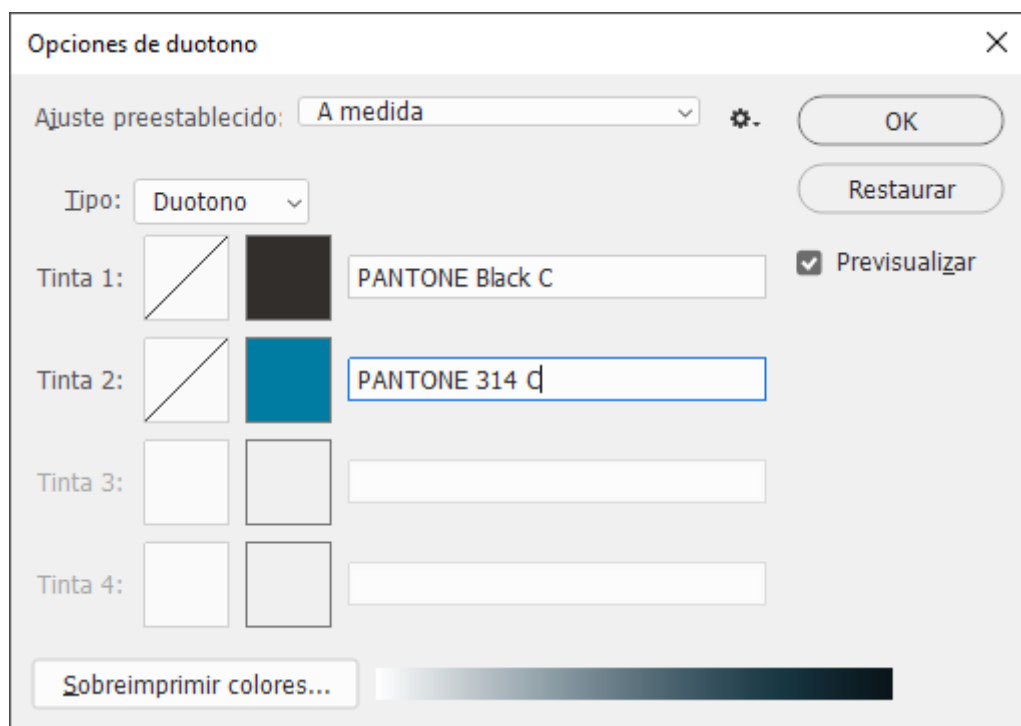 Opciones de duotono
Ajuste preestablecido: A medida
OK
Tipo: Duotono
Restaurar
Tinta 1: PANTONE Black C
Previsualizar
Tinta 2: PANTONE 314 C
Tinta 3:
Tinta 4:
Sobreimprimir colores...